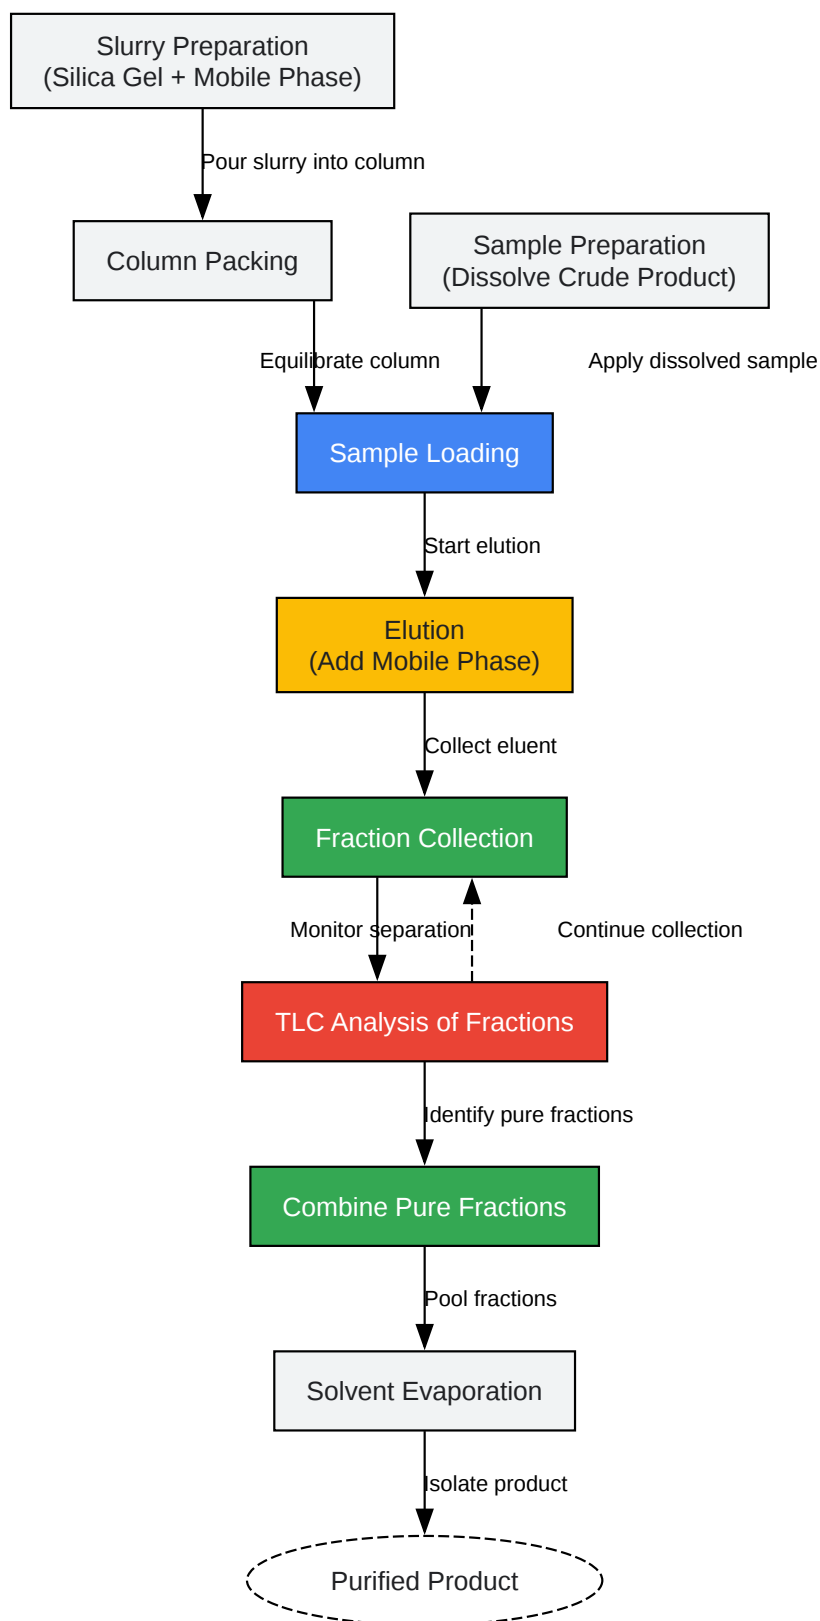 Slurry Preparation
(Silica Gel + Mobile Phase)
Pour slurry into column
Column Packing
Sample Preparation
(Dissolve Crude Product)
Equilibrate column
Apply dissolved sample
Sample Loading
Start elution
Elution
(Add Mobile Phase)
Collect eluent
Fraction Collection
Monitor separation
Continue collection
TLC Analysis of Fractions
Identify pure fractions
Combine Pure Fractions
Pool fractions
Solvent Evaporation
Isolate product
Purified Product